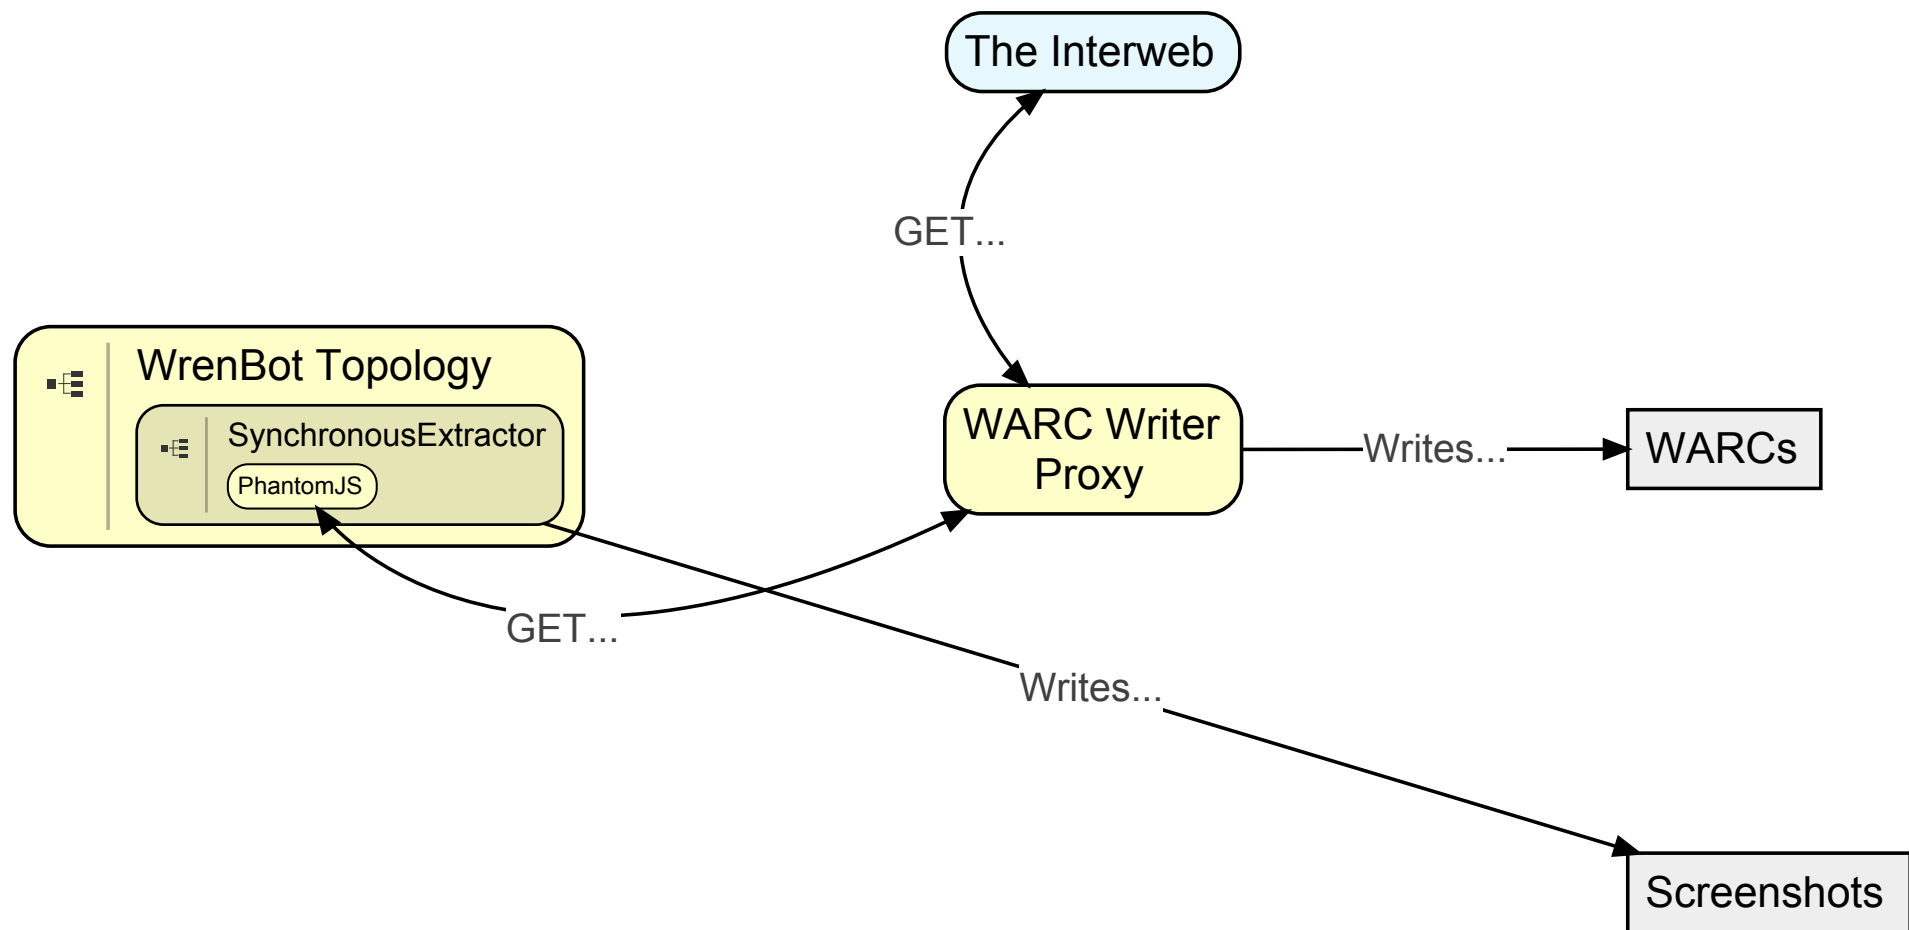 The Interweb
GET...
WrenBot Topology
SynchronousExtractor
PhantomJS
WARC Writer
Proxy
Writes...
WARCs
GET...
Writes...
Screenshots